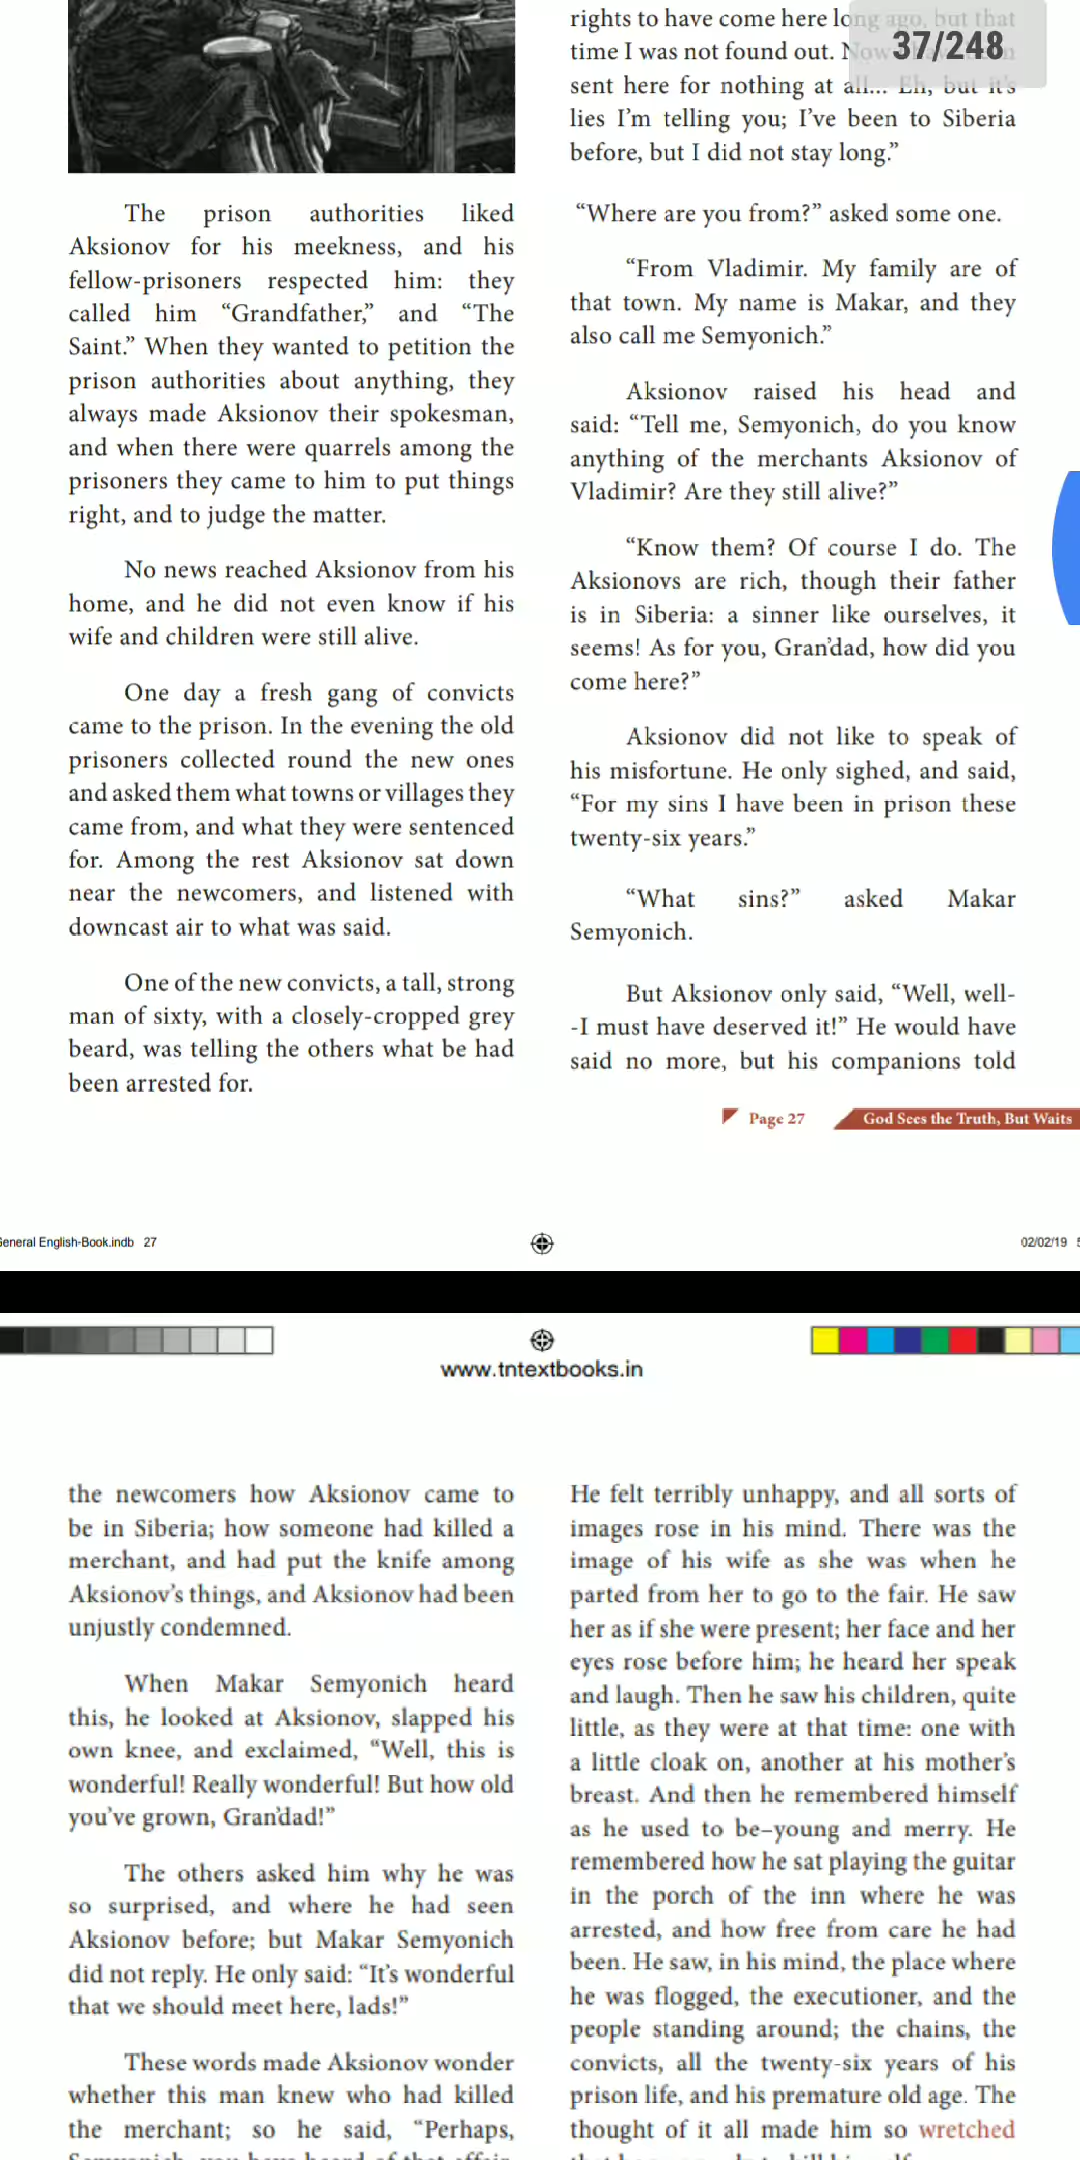 37/248
The prison authorities liked
Aksionov for his meekness, and his
fellow-prisoners respected him: they
called him “Grandfather,” and “The
Saint.” When they wanted to petition the
prison authorities about anything, they
always made Aksionov their spokesman,
and when there were quarrels among the
prisoners they came to him to put things
right, and to judge the matter.
No news reached Aksionov from his
home, and he did not even know if his
wife and children were still alive.
One day a fresh gang of convicts
came to the prison. In the evening the old
prisoners collected round the new ones
and asked them what towns or villages they
came from, and what they were sentenced
for. Among the rest Aksionov sat down
near the newcomers, and listened with
downcast air to what was said.
One of the new convicts, a tall, strong
man of sixty, with a closely-cropped grey
beard, was telling the others what be had
been arrested for.
rights to have come here long ago, but that
time I was not found out. Now
sent here for nothing at all... Eh, but it’s
lies I’m telling you; I’ve been to Siberia
before, but I did not stay long.”
“Where are you from?” asked some one.
“From Vladimir. My family are of
that town. My name is Makar, and they
also call me Semyonich.”
Aksionov raised his head and
said: “Tell me, Semyonich, do you know
anything of the merchants Aksionov of
Vladimir? Are they still alive?”
“Know them? Of course I do. The
Aksionovs are rich, though their father
is in Siberia: a sinner like ourselves, it
seems! As for you, Gran’dad, how did you
come here?”
Aksionov did not like to speak of
his misfortune. He only sighed, and said,
“For my sins I have been in prison these
twenty-six years.”
“What sins?” asked Makar
Semyonich.
But Aksionov only said, “Well, well-
-I must have deserved it!” He would have
said no more, but his companions told
Page 27
God Sees the Truth, But Waits
General English-Book.indb 27
02/02/19
www.tntextbooks.in
the newcomers how Aksionov came to
be in Siberia; how someone had killed a
merchant, and had put the knife among
Aksionov’s things, and Aksionov had been
unjustly condemned.
When Makar Semyonich heard
this, he looked at Aksionov, slapped his
own knee, and exclaimed, “Well, this is
wonderful! Really wonderful! But how old
you’ve grown, Gran’dad!”
The others asked him why he was
so surprised, and where he had seen
Aksionov before; but Makar Semyonich
did not reply. He only said: “It’s wonderful
that we should meet here, lads!”
These words made Aksionov wonder
whether this man knew who had killed
the merchant; so he said, “Perhaps,
He felt terribly unhappy, and all sorts of
images rose in his mind. There was the
image of his wife as she was when he
parted from her to go to the fair. He saw
her as if she were present; her face and her
eyes rose before him; he heard her speak
and laugh. Then he saw his children, quite
little, as they were at that time: one with
a little cloak on, another at his mother’s
breast. And then he remembered himself
as he used to be–young and merry. He
remembered how he sat playing the guitar
in the porch of the inn where he was
arrested, and how free from care he had
been. He saw, in his mind, the place where
he was flogged, the executioner, and the
people standing around; the chains, the
convicts, all the twenty-six years of his
prison life, and his premature old age. The
thought of it all made him so wretched